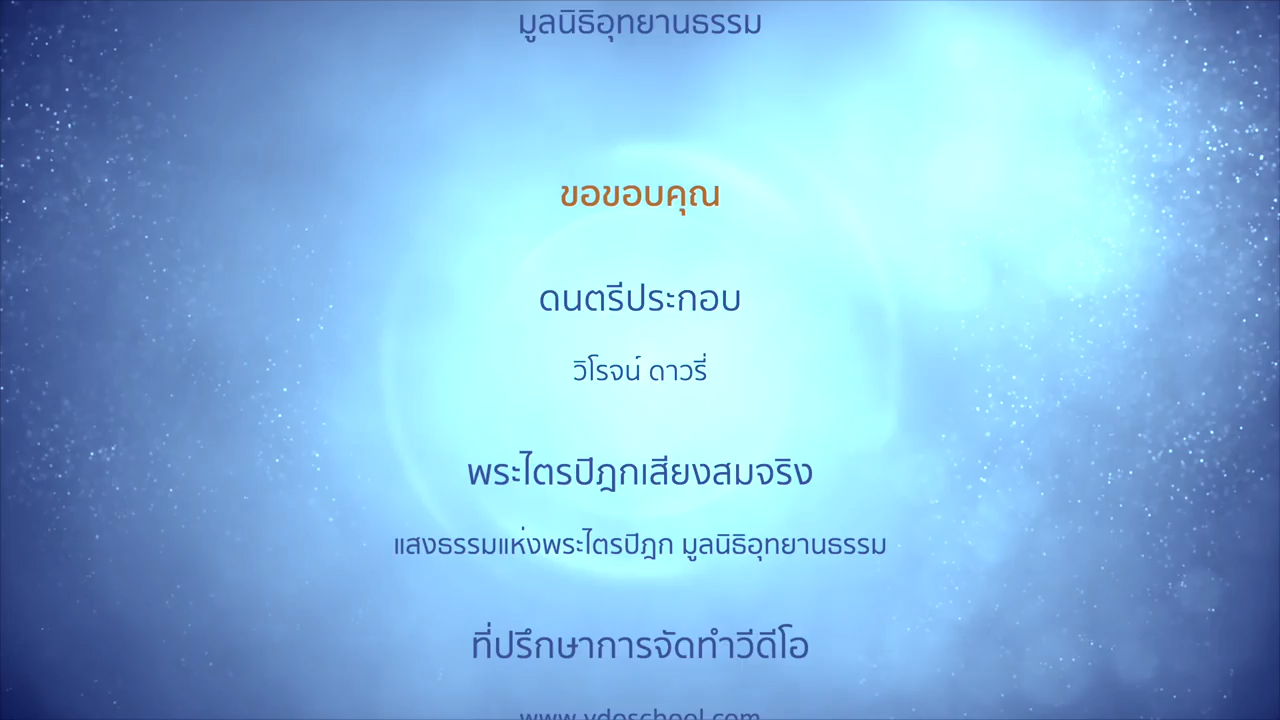 มูลนิธิอุทยานธรรม
ขอขอบคุณ
ดนตรีประกอบ
วิโรจน์ ดาวรี่
พระไตรปิฎกเสียงสมจริง
แสงธรรมแห่งพระไตรปิฎก มูลนิธิอุทยานธรรม
ที่ปรึกษาการจัดทำวีดีโอ
www.vdoschool.com